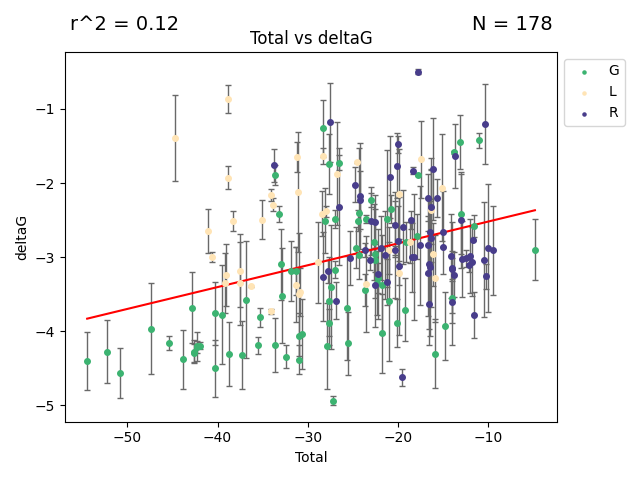 r^2 = 0.12
N = 178
Total vs deltaG
G
L
R
deltaG
−1
−2
−3
−4
−5
−50
−40
−30
−20
−10
Total